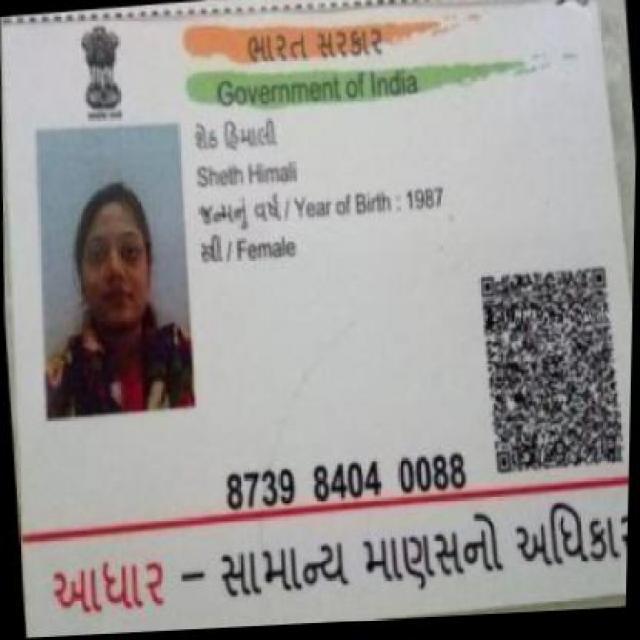 ભારત સરકાર
Government of India
શેઠ હિમાલી
Sheth Himali
જન્મનું વર્ષ / Year of Birth : 1987
સ્ત્રી / Female
8739 8404 0088
આધાર – સામાન્ય માણસનો અધિકાર